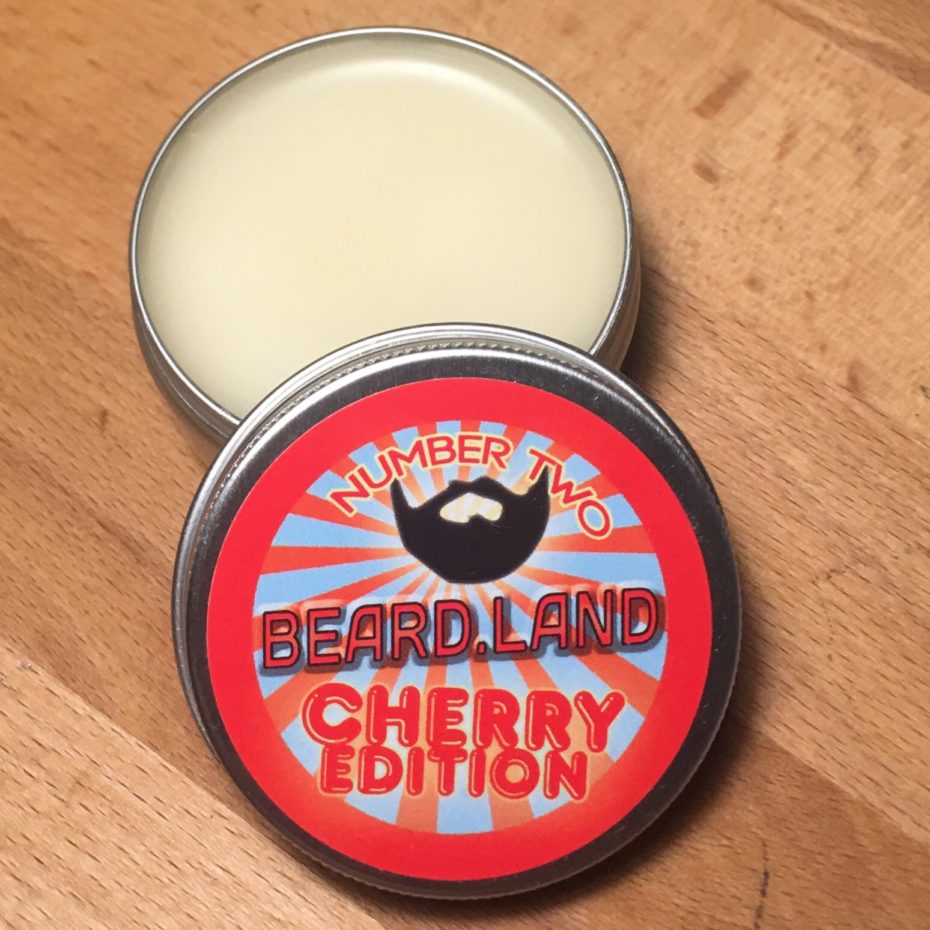 NUMBER TWO
BEARD.LAND
CHERRY
EDITION